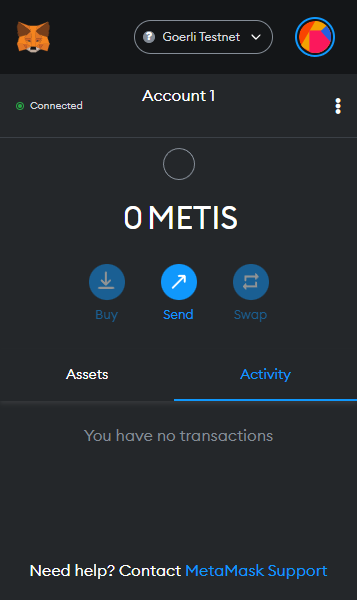 Goerli Testnet
Connected
Account 1
0 METIS
Buy
Send
Swap
Assets
Activity
You have no transactions
Need help? Contact MetaMask Support